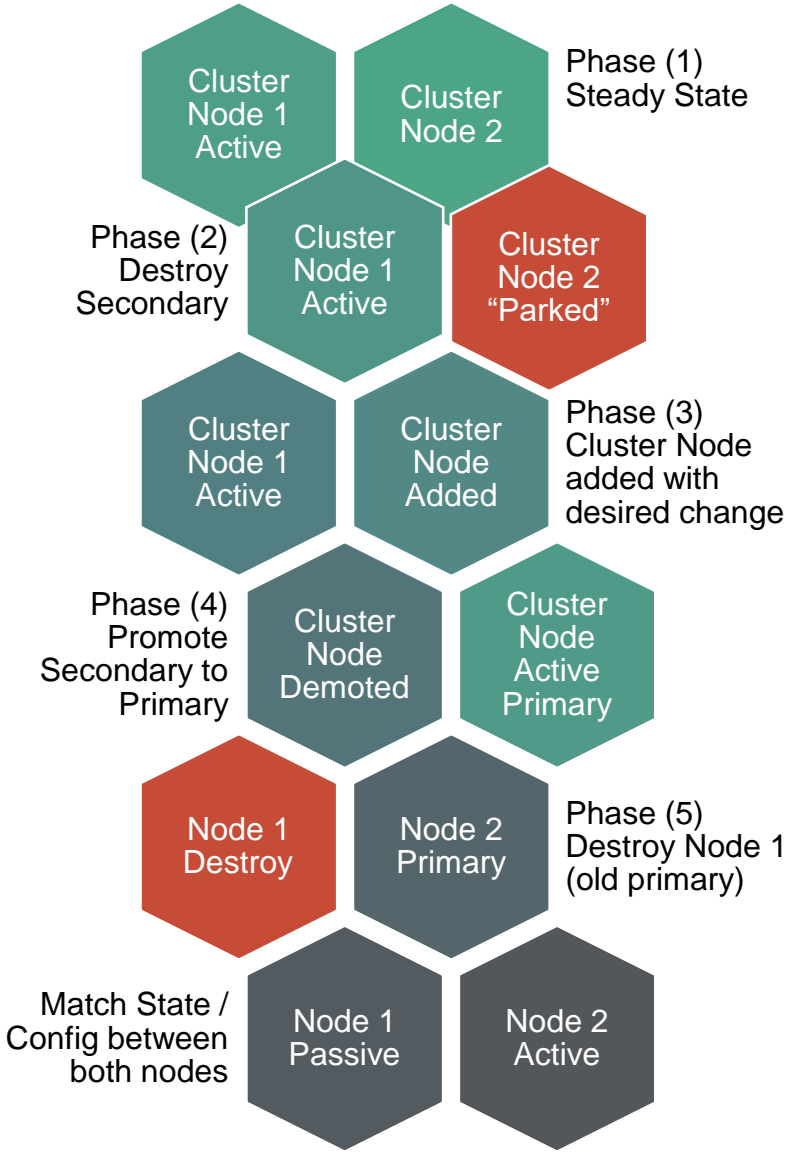 Cluster
Node 1
Active
Cluster
Node 2
Phase (1)
Steady State
Phase (2)
Destroy
Secondary
Cluster
Node 1
Active
Cluster
Node 2
“Parked”
Cluster
Node 1
Active
Cluster
Node
Added
Phase (3)
Cluster Node
added with
desired change
Phase (4)
Promote
Secondary to
Primary
Cluster
Node
Demoted
Cluster
Node
Active
Primary
Node 1
Destroy
Node 2
Primary
Phase (5)
Destroy Node 1
(old primary)
Match State /
Config between
both nodes
Node 1
Passive
Node 2
Active